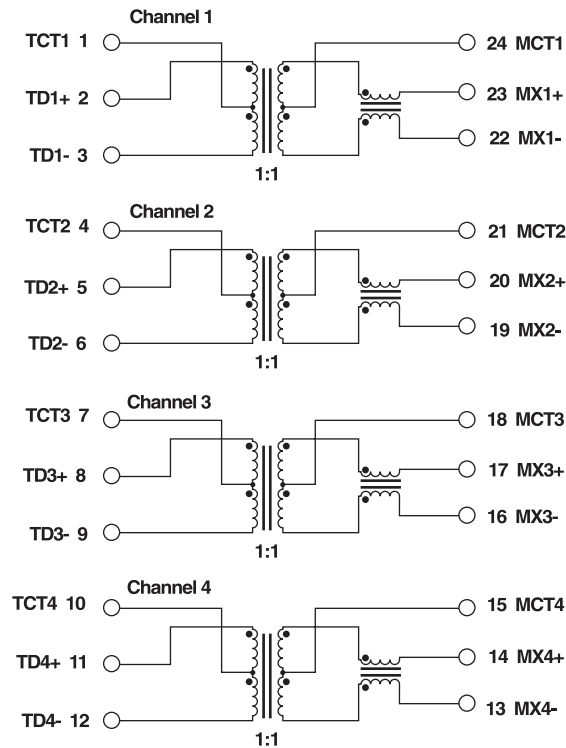 Channel 1
TCT1 1
24 MCT1
TD1+ 2
23 MX1+
22 MX1-
TD1- 3
1:1
Channel 2
TCT2 4
21 MCT2
TD2+ 5
20 MX2+
19 MX2-
TD2- 6
1:1
Channel 3
TCT3 7
18 MCT3
TD3+ 8
17 MX3+
16 MX3-
TD3- 9
1:1
Channel 4
TCT4 10
15 MCT4
TD4+ 11
14 MX4+
13 MX4-
TD4- 12
1:1